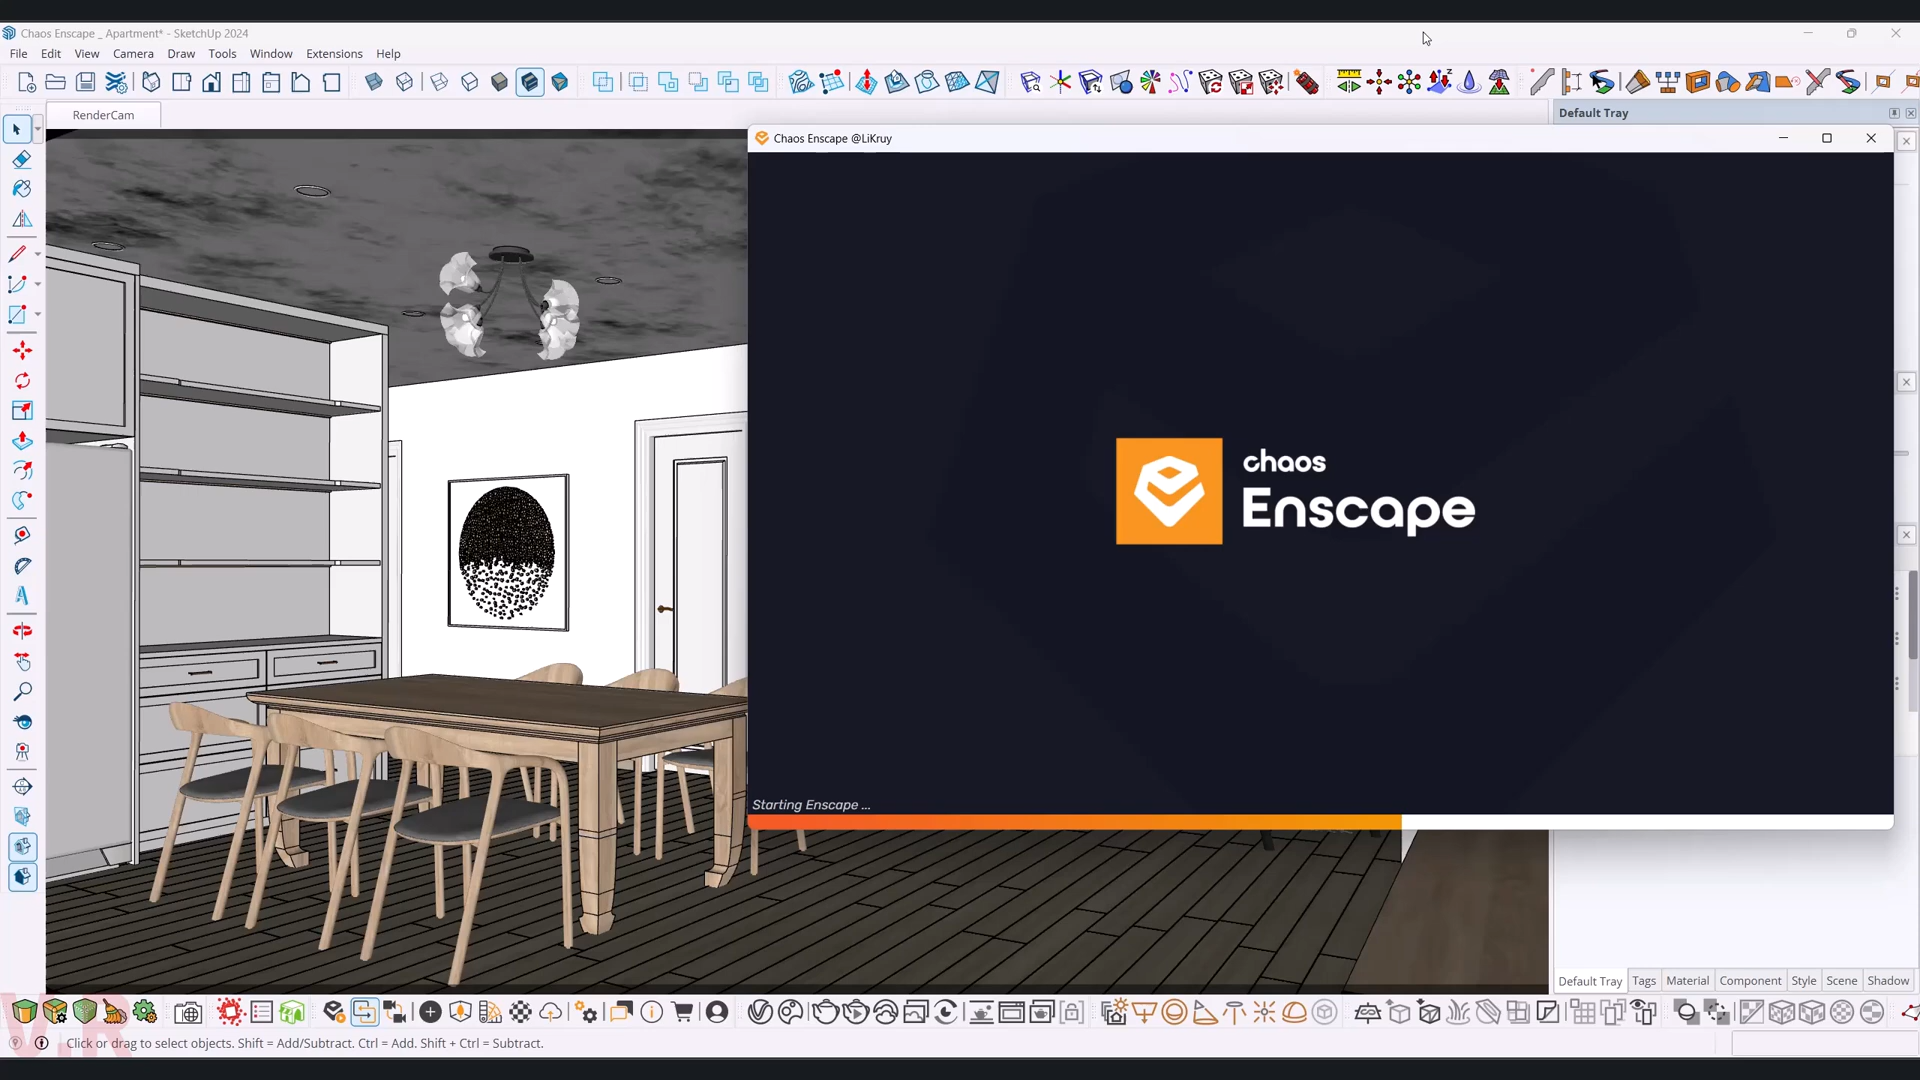 Chaos Enscape _ Apartment* - SketchUp 2024
File Edit View Camera Draw Tools Window Extensions Help
RenderCam
Default Tray
Chaos Enscape @LiKruy
chaos
Enscape
Starting Enscape ...
Default Tray Tags Material Component Style Scene Shadow
V.R
Click or drag to select objects. Shift = Add/Subtract. Ctrl = Add. Shift + Ctrl = Subtract.